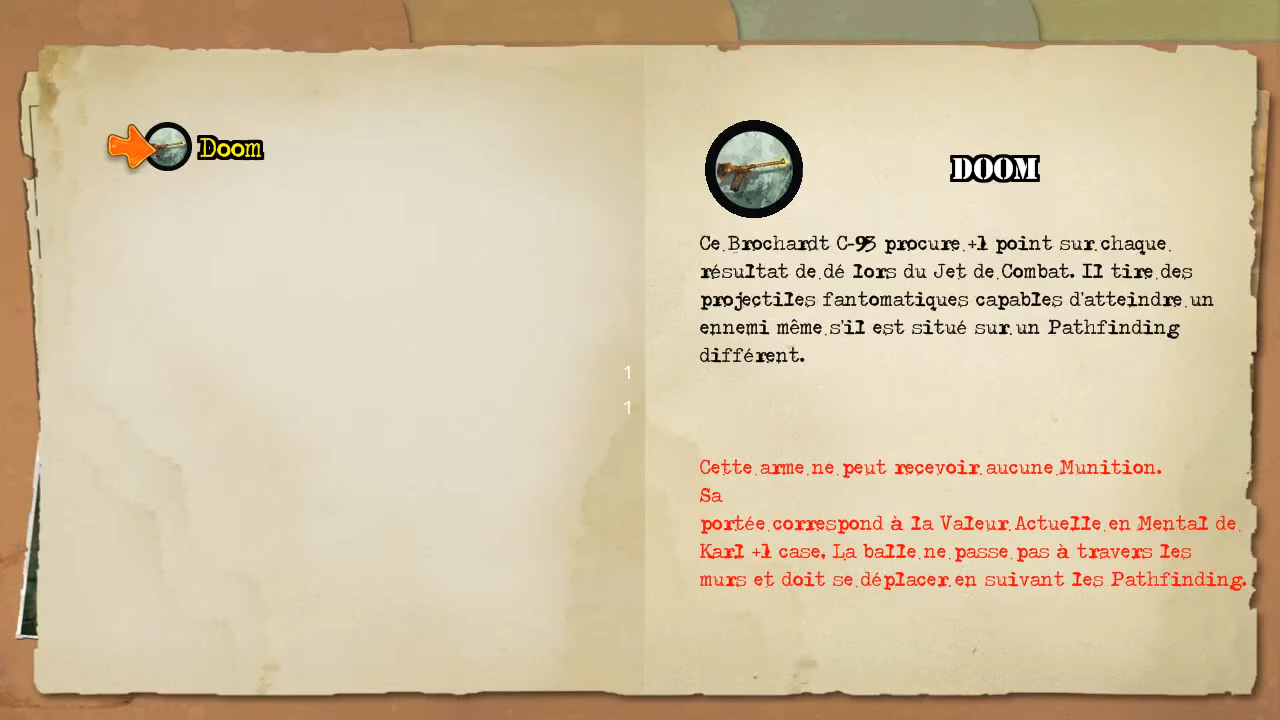 Doom
DOOM
Ce Brochardt C-93 procure +1 point sur chaque
résultat de dé lors du Jet de Combat. Il tire des
projectiles fantomatiques capables d'atteindre un
ennemi même s'il est situé sur un Pathfinding
différent.
1
1
Cette arme ne peut recevoir aucune Munition.
Sa
portée correspond à la Valeur Actuelle en Mental de
Karl +1 case. La balle ne passe pas à travers les
murs et doit se déplacer en suivant les Pathfinding.